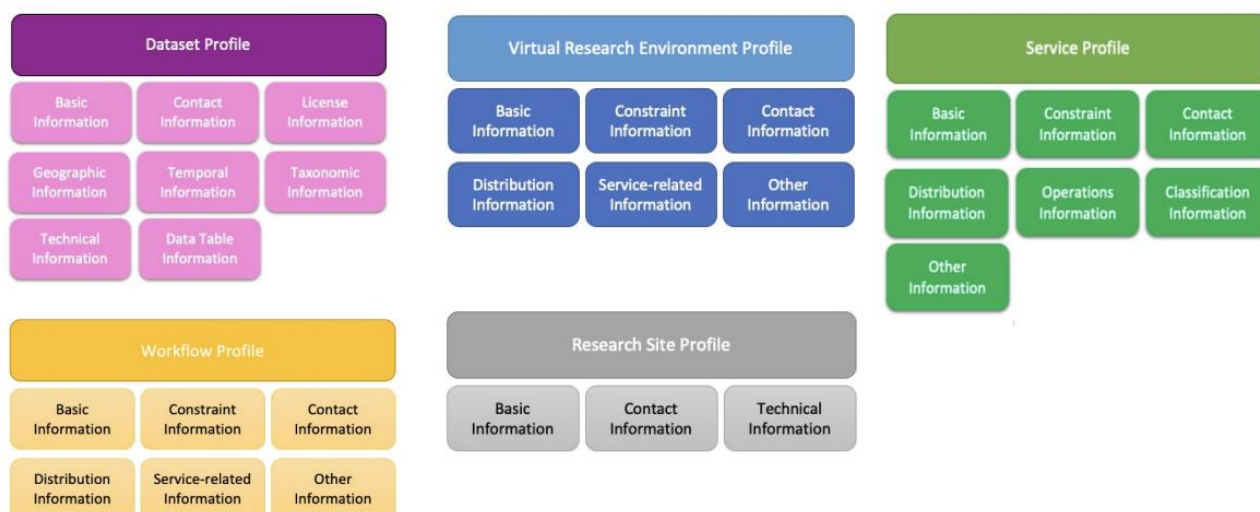 Dataset Profile
Basic
Information
Contact
Information
License
Information
Geographic
Information
Temporal
Information
Taxonomic
Information
Technical
Information
Data Table
Information
Virtual Research Environment Profile
Basic
Information
Constraint
Information
Contact
Information
Distribution
Information
Service-related
Information
Other
Information
Service Profile
Basic
Information
Constraint
Information
Contact
Information
Distribution
Information
Operations
Information
Classification
Information
Other
Information
Workflow Profile
Basic
Information
Constraint
Information
Contact
Information
Distribution
Information
Service-related
Information
Other
Information
Research Site Profile
Basic
Information
Contact
Information
Technical
Information